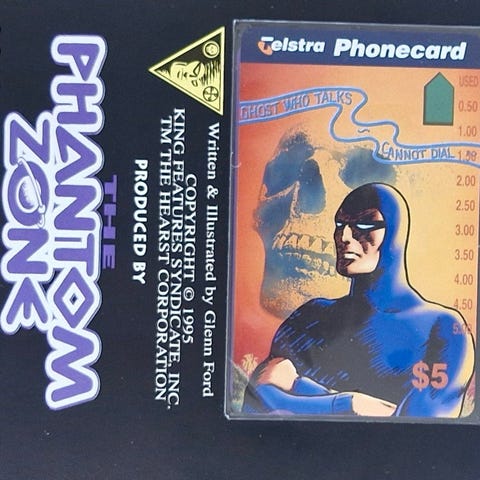 THE
PHANTOM
ZONE
PRODUCED BY
TM THE HEARST CORPORATION
KING FEATURES SYNDICATE, INC.
COPYRIGHT © 1995
Written & Illustrated by Glenn Ford
Telstra Phonecard
GHOST WHO TALKS
CANNOT DIAL
USED
0.50
1.00
1.50
2.00
2.50
3.00
3.50
4.00
4.50
5.00
$5